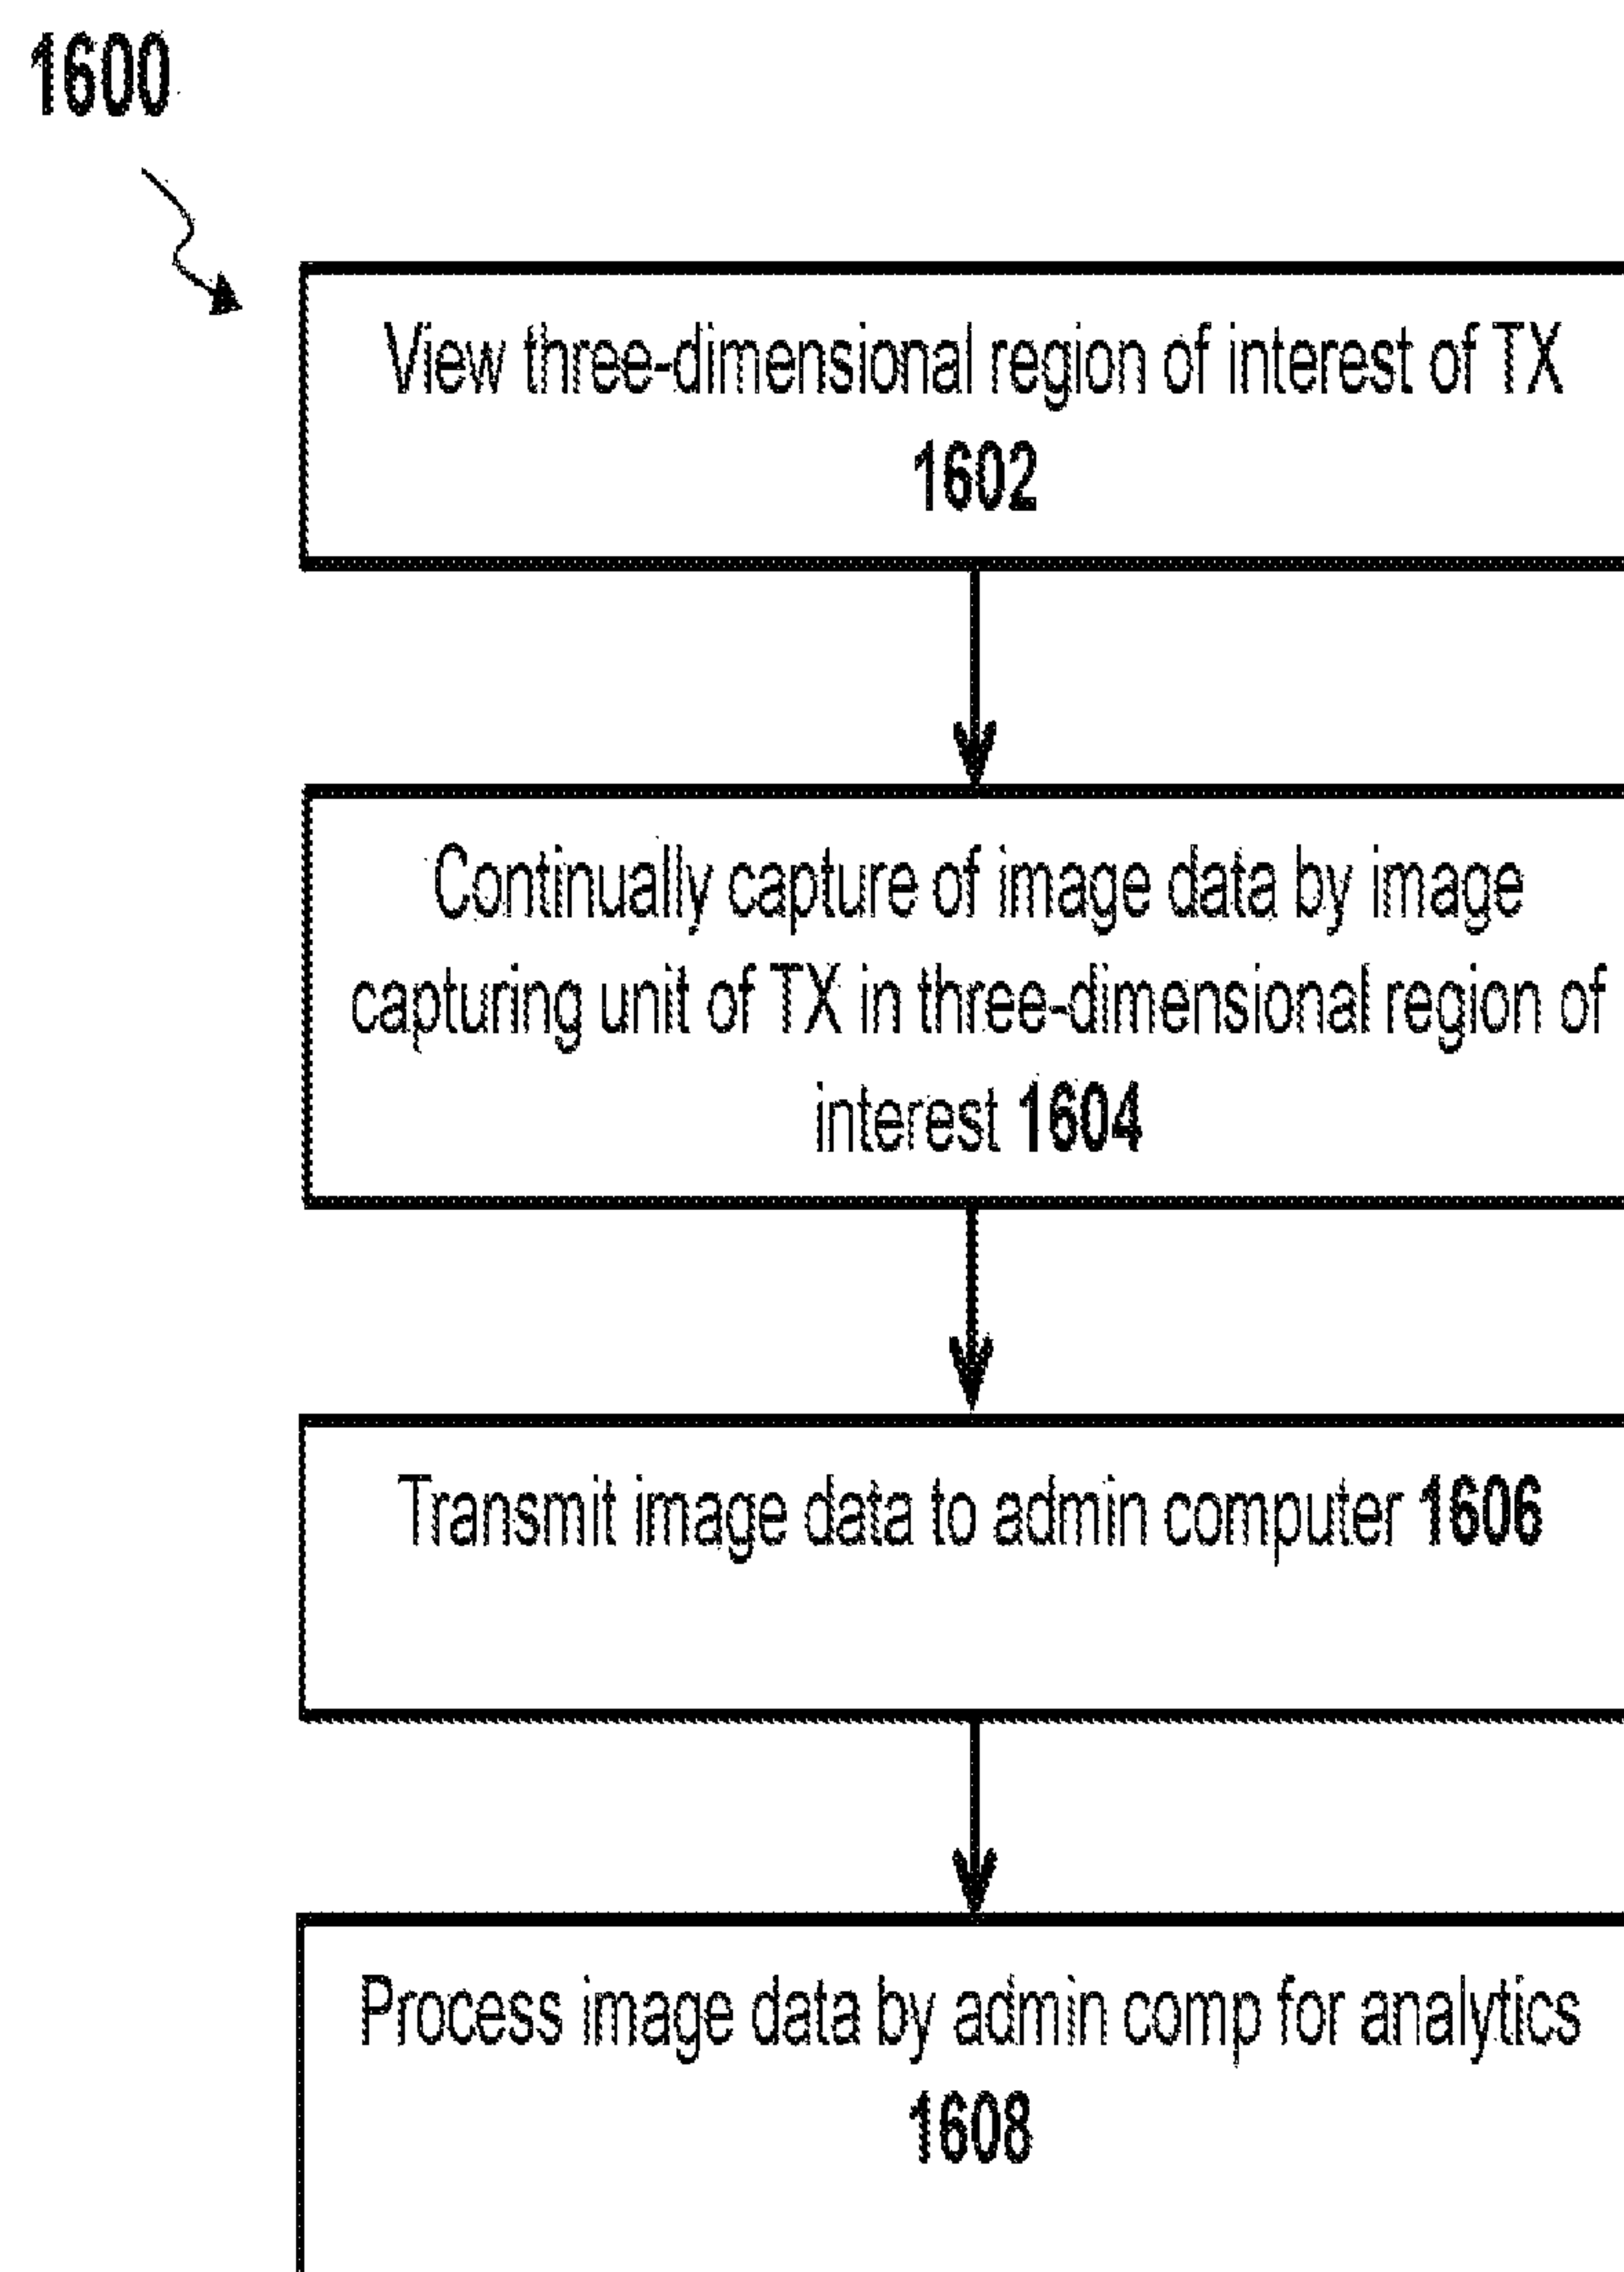 1600
View three-dimensional region of interest of TX
1602
Continually capture of image data by image
capturing unit of TX in three-dimensional region of
interest 1604
Transmit image data to admin computer 1606
Process image data by admin comp for analytics
1608